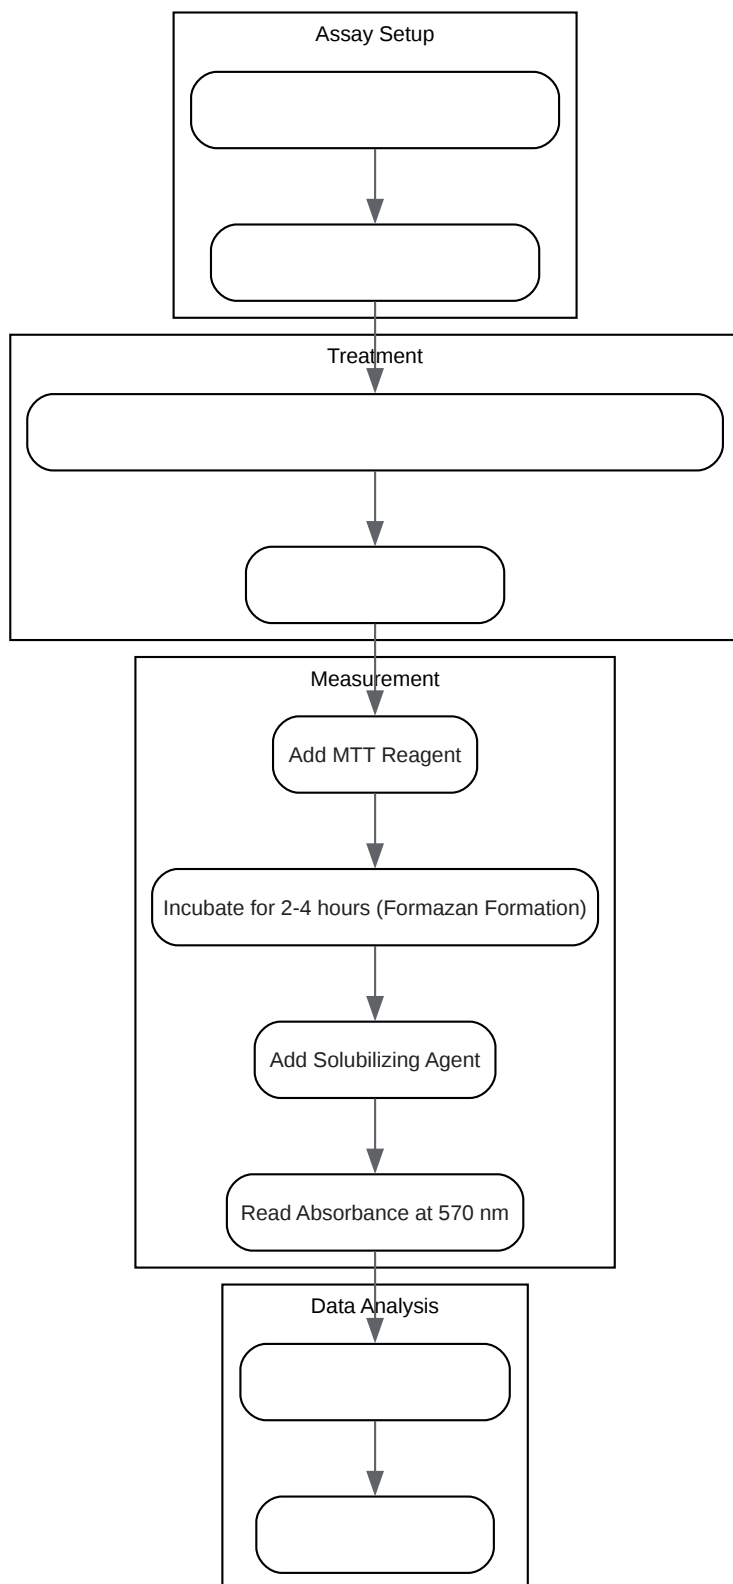 Assay Setup
Treatment
Measurement
Add MTT Reagent
Incubate for 2-4 hours (Formazan Formation)
Add Solubilizing Agent
Read Absorbance at 570 nm
Data Analysis